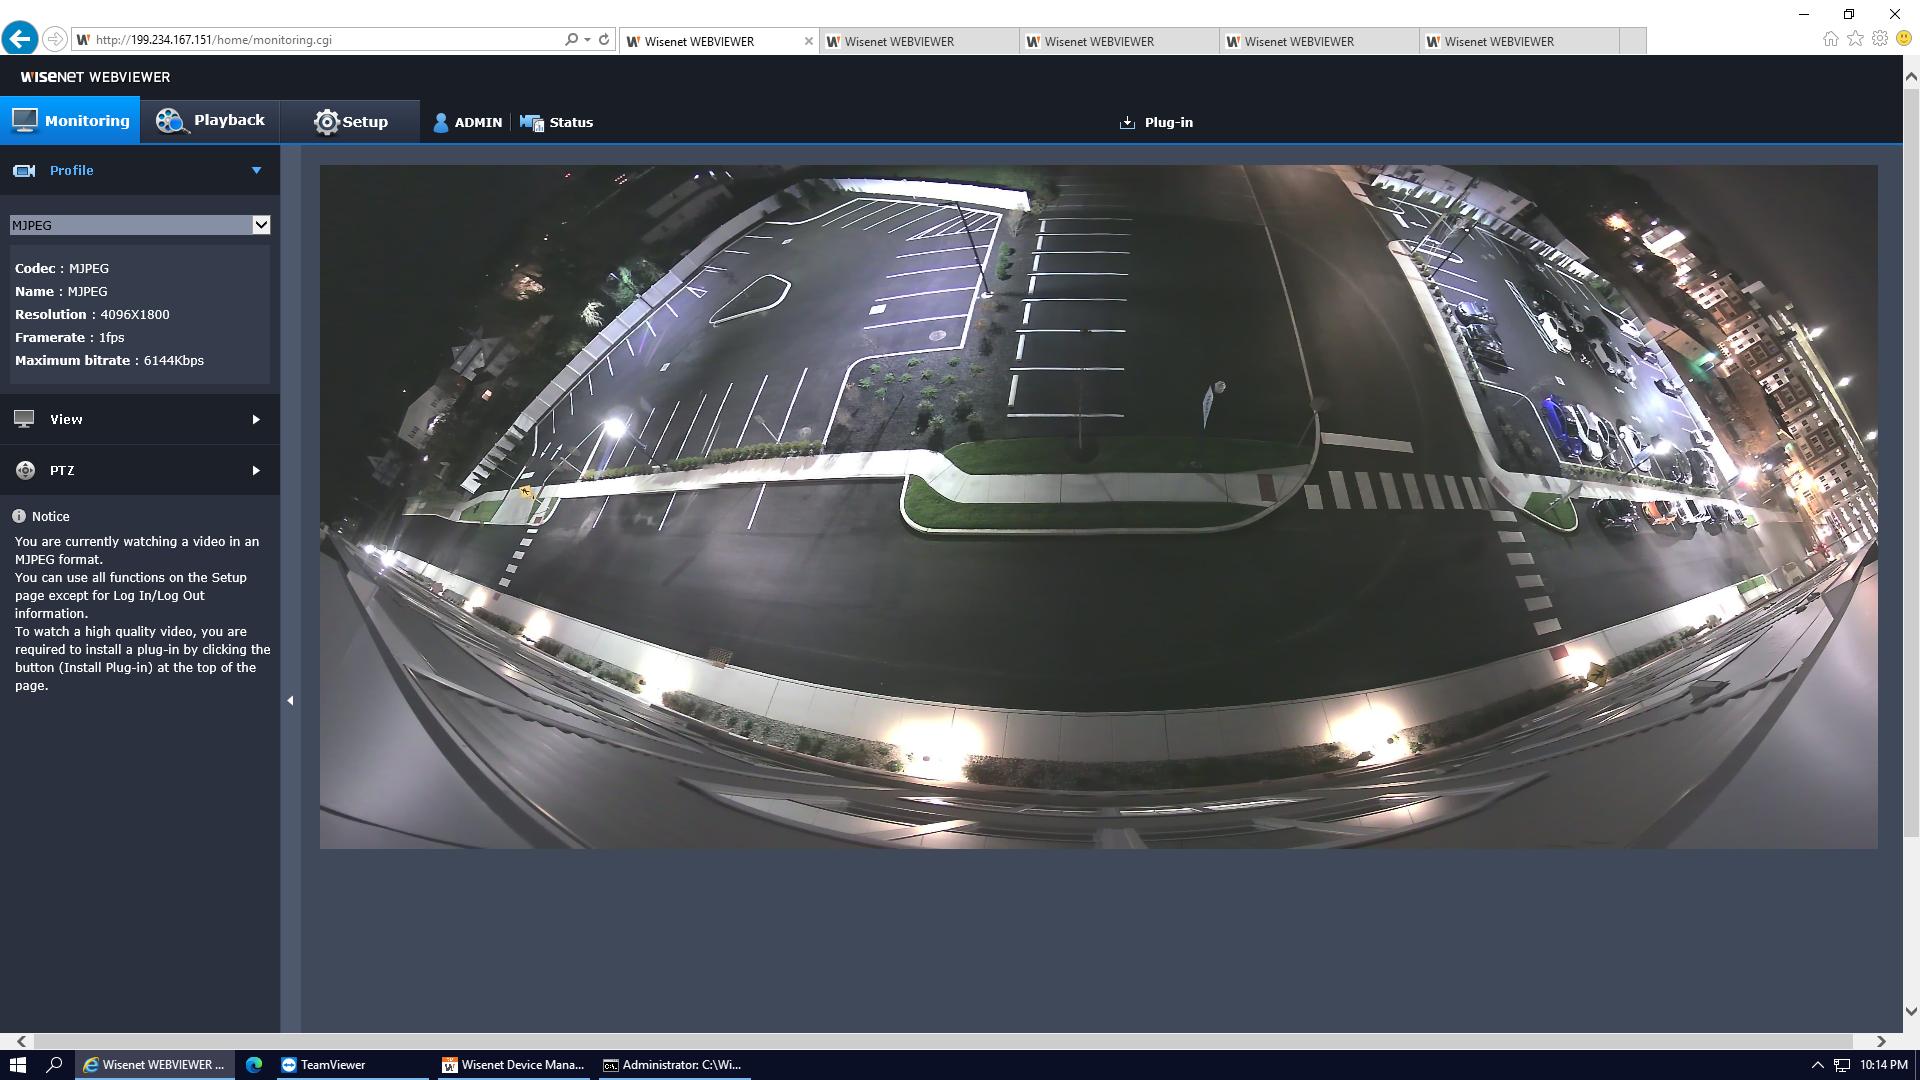 http://199.234.167.151/home/monitoring.cgi
Wisenet WEBVIEWER
Wisenet WEBVIEWER
Wisenet WEBVIEWER
Wisenet WEBVIEWER
Wisenet WEBVIEWER
WISENET WEBVIEWER
Monitoring
Playback
Setup
ADMIN
Status
Plug-in
Profile
MJPEG
Codec : MJPEG
Name : MJPEG
Resolution : 4096X1800
Framerate : 1fps
Maximum bitrate : 6144Kbps
View
PTZ
Notice
You are currently watching a video in an
MJPEG format.
You can use all functions on the Setup
page except for Log In/Log Out
information.
To watch a high quality video, you are
required to install a plug-in by clicking the
button (Install Plug-in) at the top of the
page.
Wisenet WEBVIEWER ...
TeamViewer
Wisenet Device Mana...
Administrator: C:\Wi...
10:14 PM